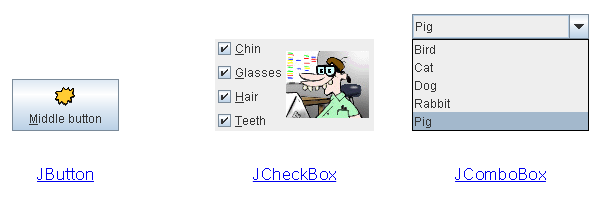 Middle button
JButton
Chin
Glasses
Hair
Teeth
JCheckBox
Pig
Bird
Cat
Dog
Rabbit
Pig
JComboBox